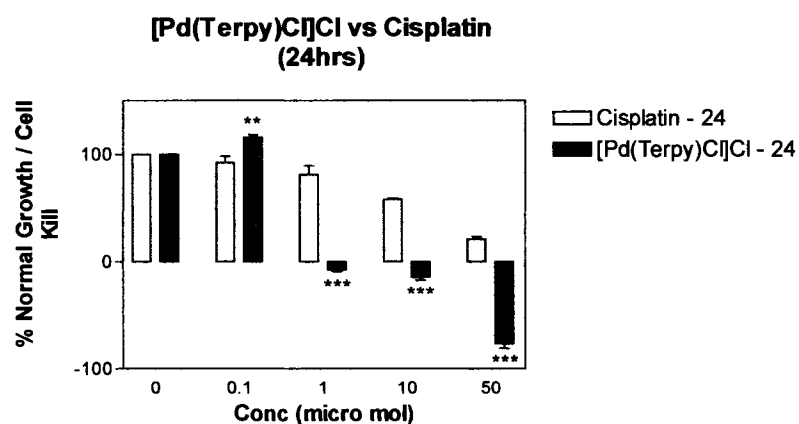 [Pd(Terpy)Cl]Cl vs Cisplatin
(24hrs)
Cisplatin - 24
[Pd(Terpy)Cl]Cl - 24
% Normal Growth / Cell
Kill
100
0
-100
**
***
***
***
0 0.1 1 10 50
Conc (micro mol)